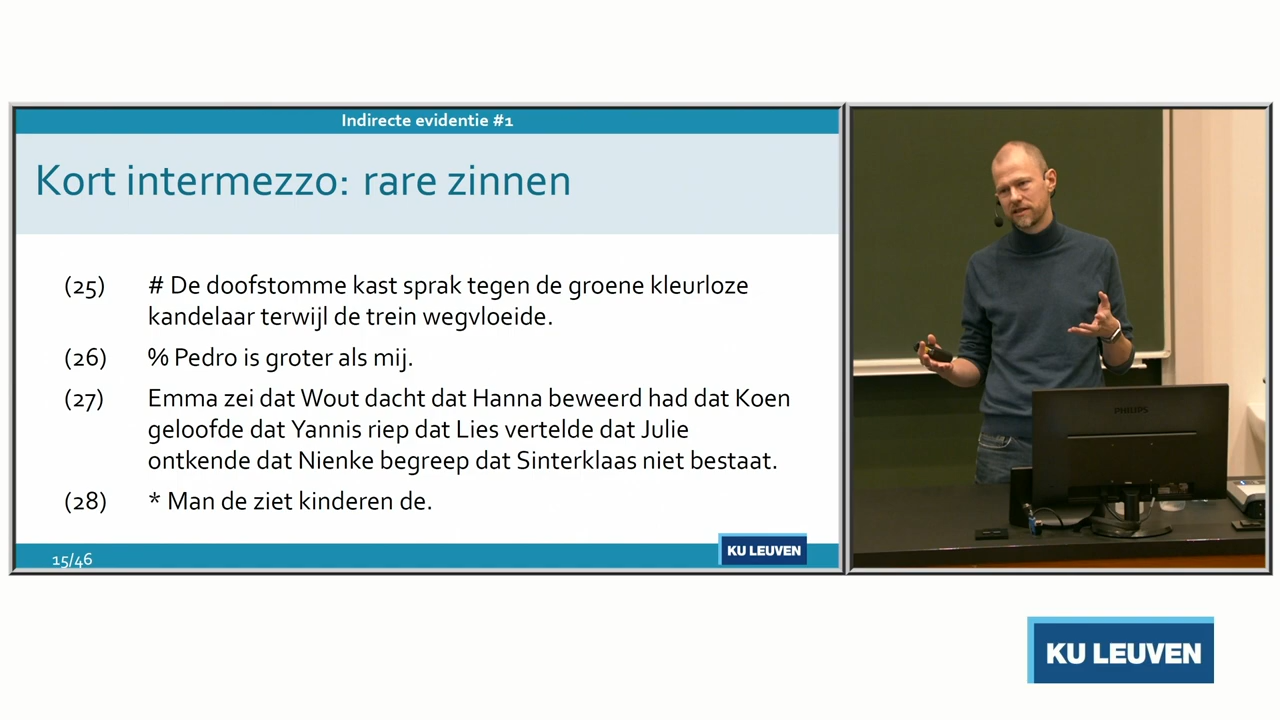 Indirecte evidentie #1
Kort intermezzo: rare zinnen
(25) # De doofstomme kast sprak tegen de groene kleurloze
kandelaar terwijl de trein wegvloeide.
(26) % Pedro is groter als mij.
(27) Emma zei dat Wout dacht dat Hanna beweerd had dat Koen
geloofde dat Yannis riep dat Lies vertelde dat Julie
ontkende dat Nienke begreep dat Sinterklaas niet bestaat.
(28) * Man de ziet kinderen de.
15/46
KU LEUVEN
PHILIPS
KU LEUVEN